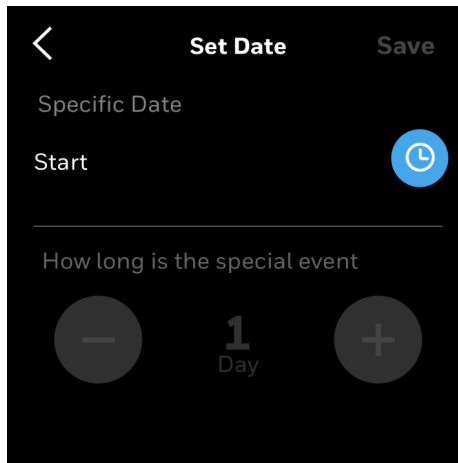 Set Date Save
Specific Date
Start
How long is the special event
1
Day